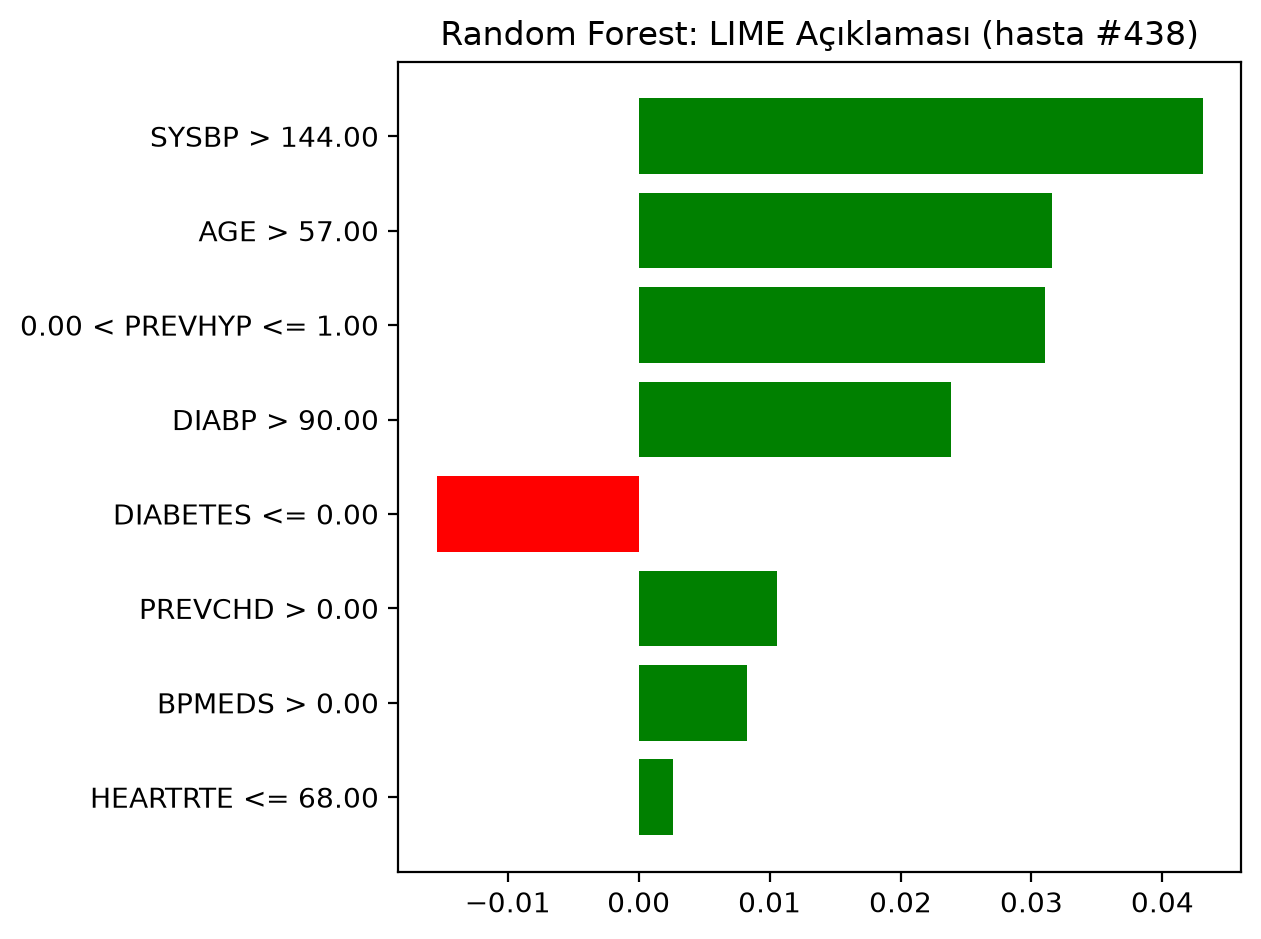 Random Forest: LIME Açıklaması (hasta #438)
SYSBP > 144.00
AGE > 57.00
0.00 < PREVHYP <= 1.00
DIABP > 90.00
DIABETES <= 0.00
PREVCHD > 0.00
BPMEDS > 0.00
HEARTRTE <= 68.00
−0.01 0.00 0.01 0.02 0.03 0.04